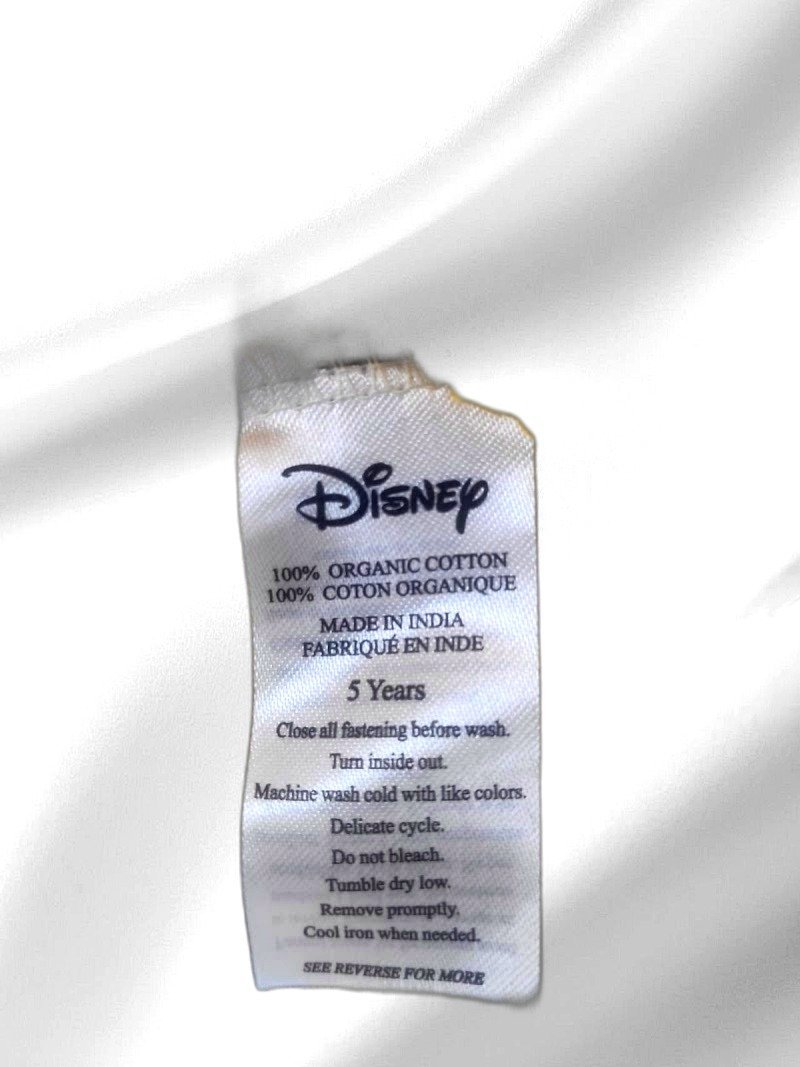 Disney
100% ORGANIC COTTON
100% COTON ORGANIQUE
MADE IN INDIA
FABRIQUÉ EN INDE
5 Years
Close all fastening before wash.
Turn inside out.
Machine wash cold with like colors.
Delicate cycle.
Do not bleach.
Tumble dry low.
Remove promptly.
Cool iron when needed.
SEE REVERSE FOR MORE